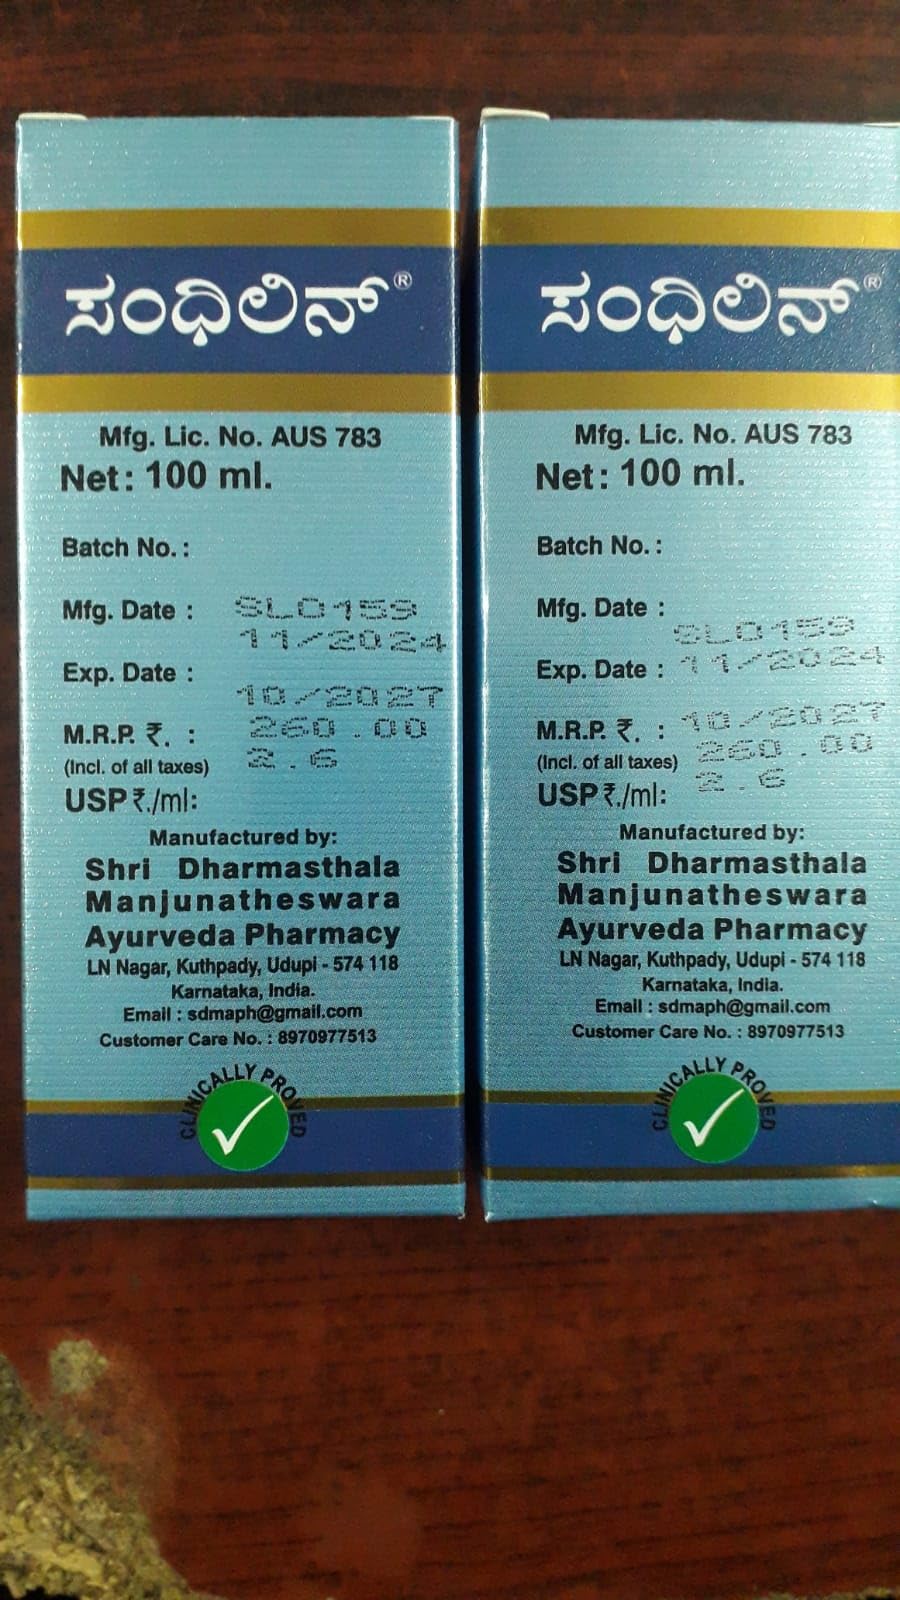 ಸಂಧಿಲಿನ್®
Mfg. Lic. No. AUS 783
Net: 100 ml.
Batch No. :
Mfg. Date : SL0159
11/2024
Exp. Date :
10/2027
M.R.P. ₹. : 260.00
(Incl. of all taxes) 2.6
USP ₹./ml:
Manufactured by:
Shri Dharmasthala
Manjunatheswara
Ayurveda Pharmacy
LN Nagar, Kuthpady, Udupi - 574 118
Karnataka, India.
Email : sdmaph@gmail.com
Customer Care No. : 8970977513
CLINICALLY PROVED
ಸಂಧಿಲಿನ್®
Mfg. Lic. No. AUS 783
Net: 100 ml.
Batch No. :
Mfg. Date :
SL0159
Exp. Date : 11/2024
M.R.P. ₹. : 10/2027
260.00
(Incl. of all taxes)
2.6
USP ₹./ml:
Manufactured by:
Shri Dharmasthala
Manjunatheswara
Ayurveda Pharmacy
LN Nagar, Kuthpady, Udupi - 574 118
Karnataka, India.
Email : sdmaph@gmail.com
Customer Care No. : 8970977513
CLINICALLY PROVED